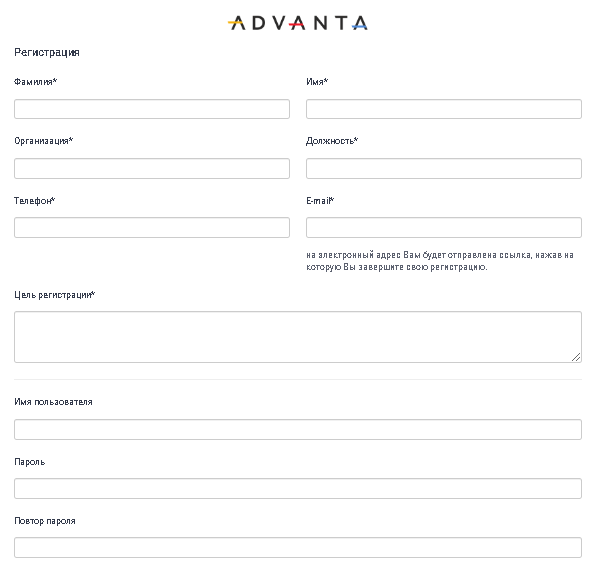 ADVANTA
Регистрация
Фамилия*
Имя*
Организация*
Должность*
Телефон*
E-mail*
на электронный адрес Вам будет отправлена ссылка, нажав на
которую Вы завершите свою регистрацию.
Цель регистрации*
Имя пользователя
Пароль
Повтор пароля